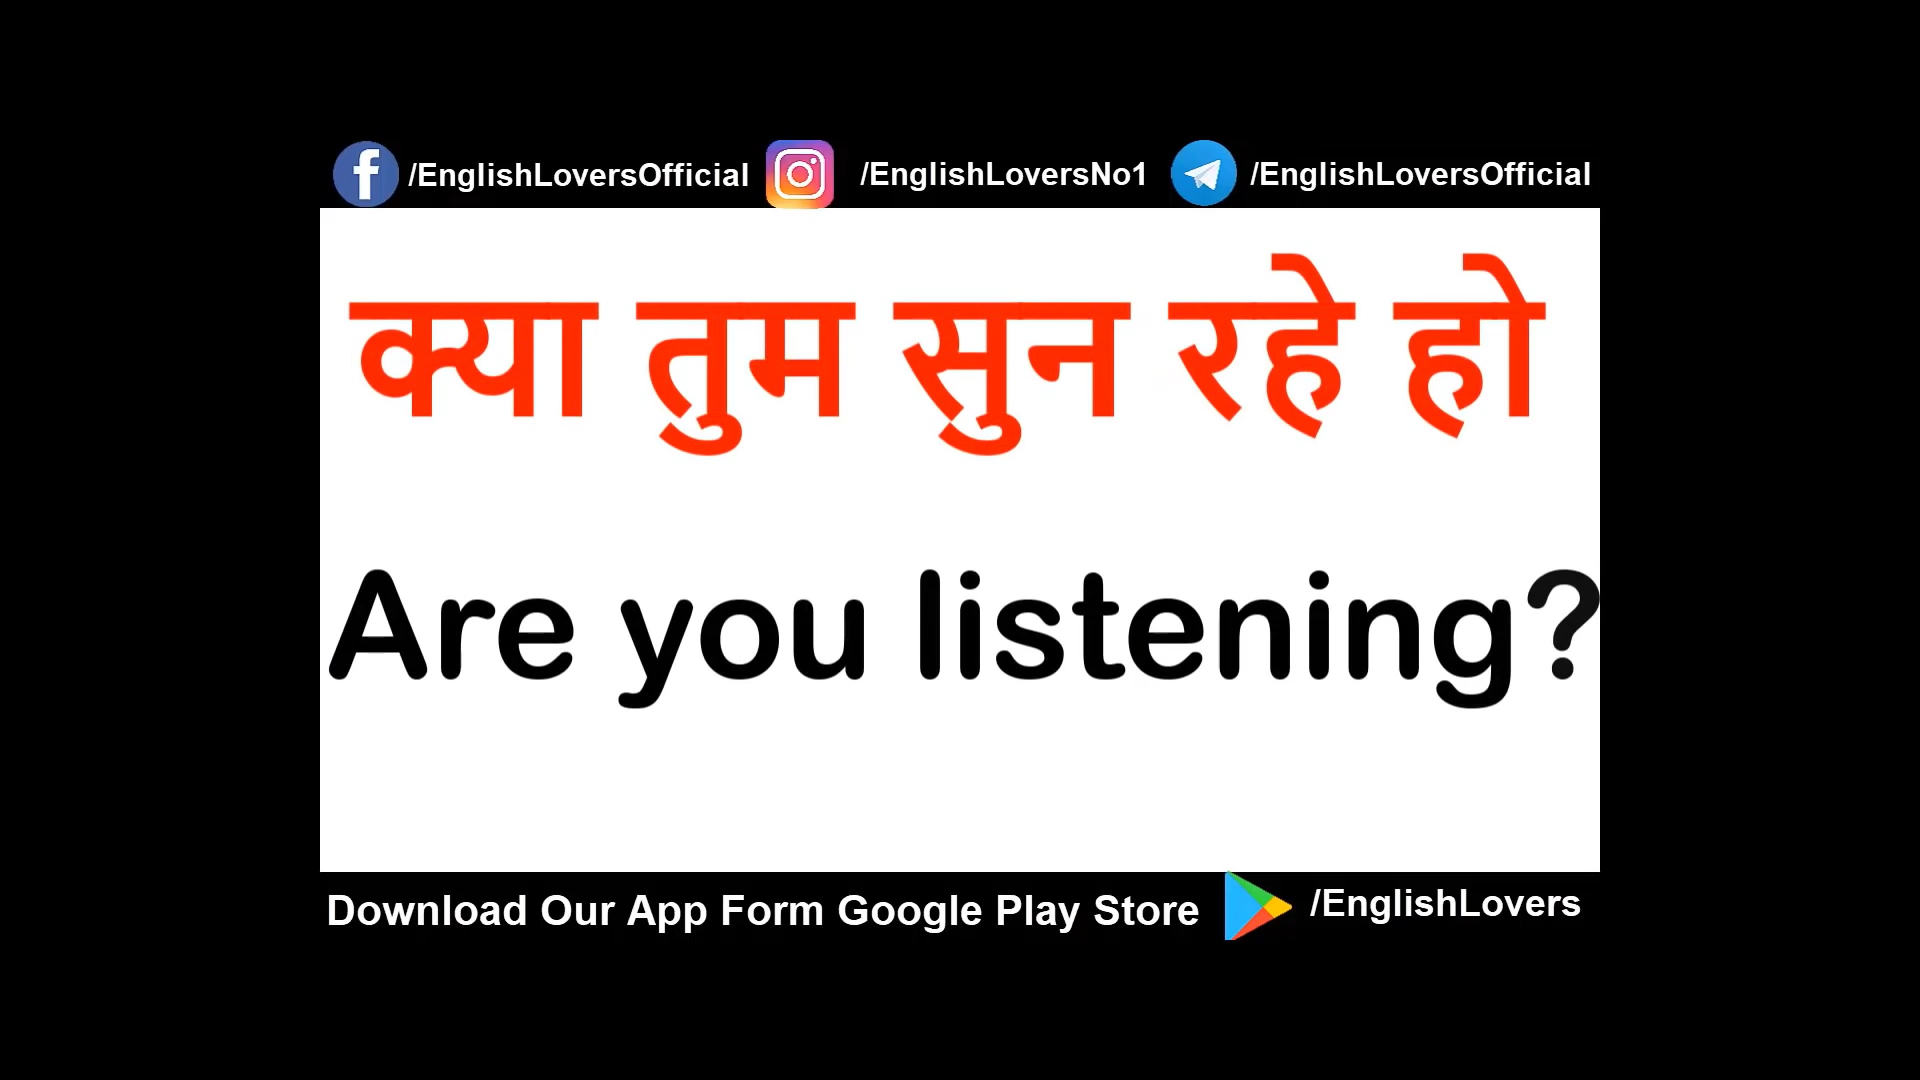 /EnglishLoversOfficial /EnglishLoversNo1 /EnglishLoversOfficial
क्या तुम सुन रहे हो
Are you listening?
Download Our App Form Google Play Store /EnglishLovers